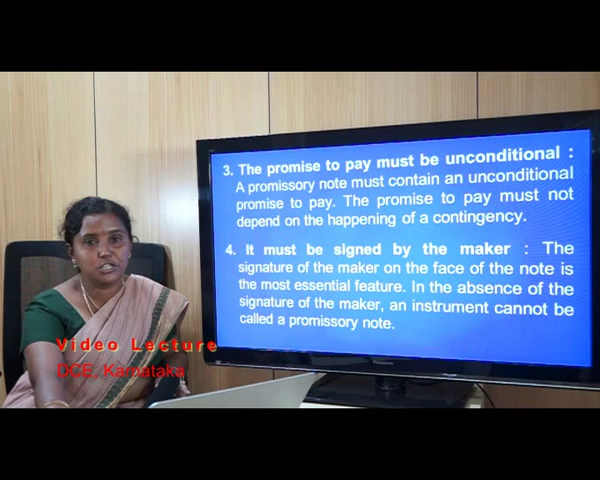 3. The promise to pay must be unconditional :
A promissory note must contain an unconditional
promise to pay. The promise to pay must not
depend on the happening of a contingency.
4. It must be signed by the maker : The
signature of the maker on the face of the note is
the most essential feature. In the absence of the
signature of the maker, an instrument cannot be
called a promissory note.
Video Lecture
DCE, Karnataka
Panasonic